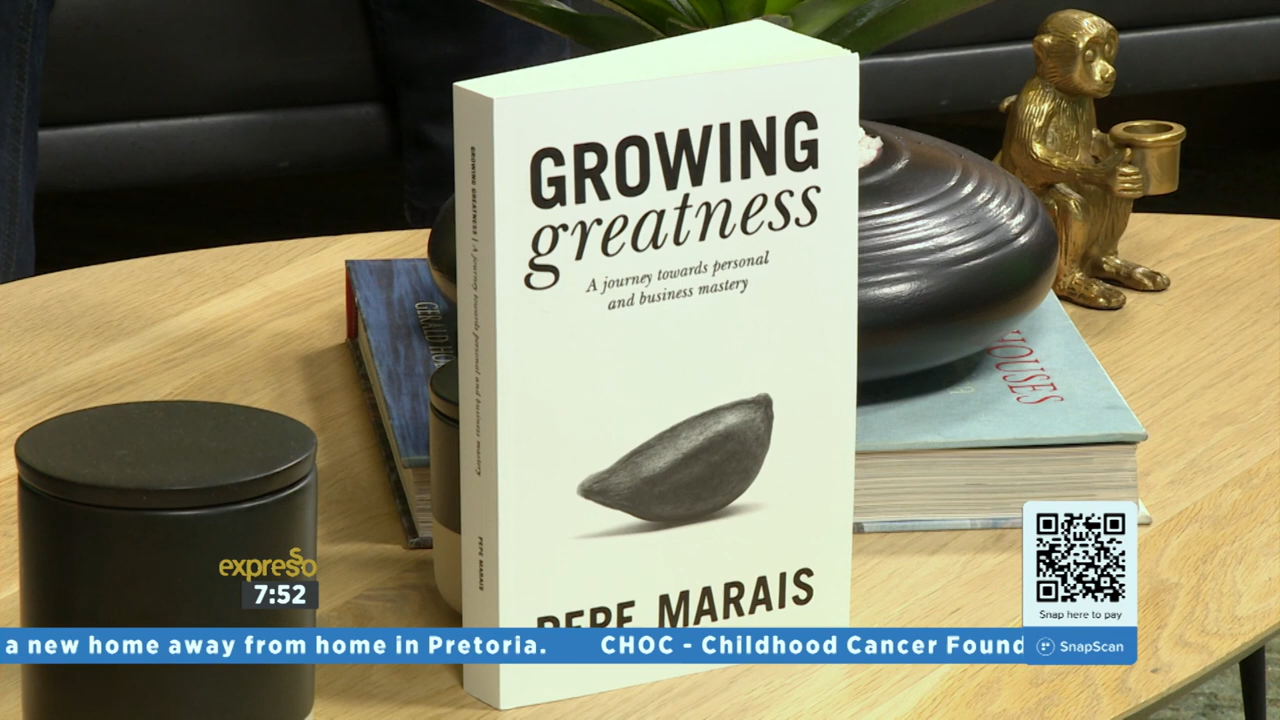 GROWING
greatness
A journey towards personal
and business mastery
PEPE MARAIS
GROWING GREATNESS | A journey towards personal and business mastery
PEPE MARAIS
GERALD
HOUSES
expresso
7:52
Snap here to pay
SnapScan
a new home away from home in Pretoria. CHOC - Childhood Cancer Found